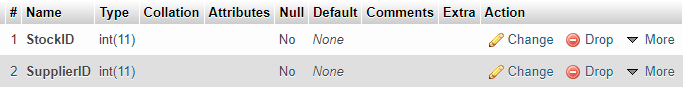 # Name Type Collation Attributes Null Default Comments Extra Action
1 StockID int(11) No None Change Drop More
2 SupplierID int(11) No None Change Drop More